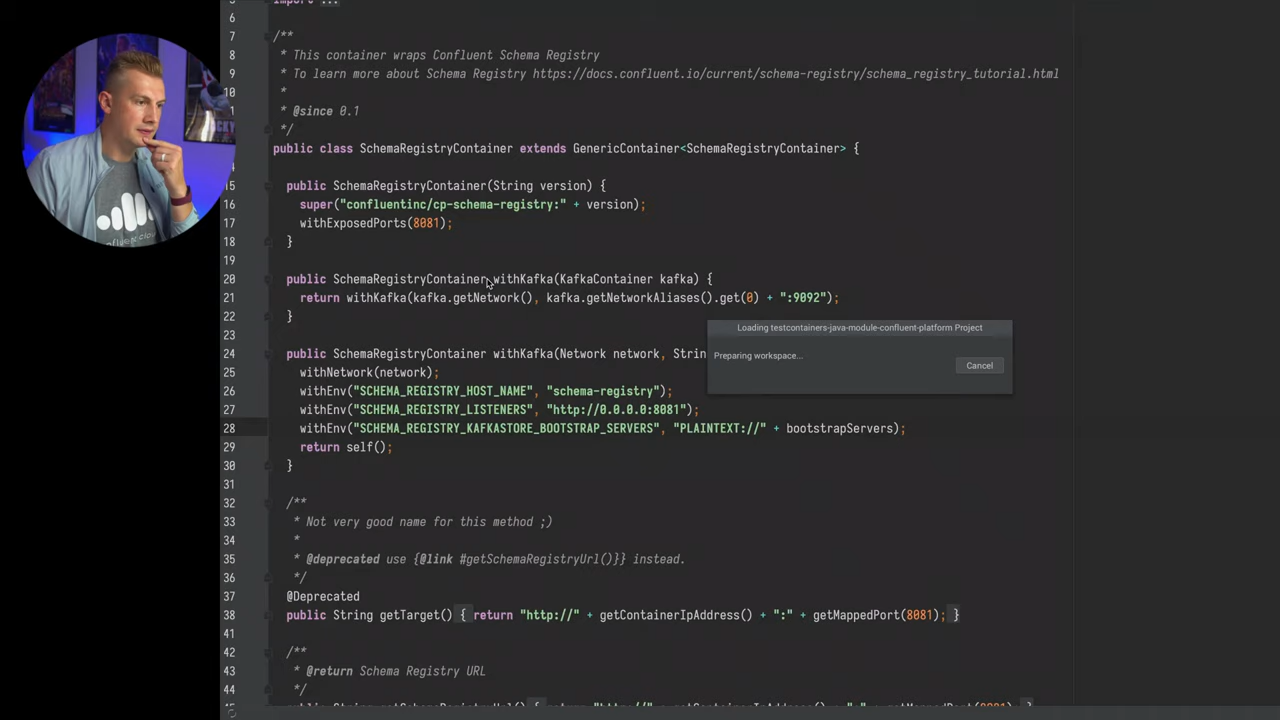 5 import ...
6
7 /**
8 * This container wraps Confluent Schema Registry
9 * To learn more about Schema Registry https://docs.confluent.io/current/schema-registry/schema_registry_tutorial.html
10 *
11 * @since 0.1
*/
public class SchemaRegistryContainer extends GenericContainer<SchemaRegistryContainer> {
15 public SchemaRegistryContainer(String version) {
16 super("confluentinc/cp-schema-registry:" + version);
17 withExposedPorts(8081);
18 }
19
20 public SchemaRegistryContainer withKafka(KafkaContainer kafka) {
21 return withKafka(kafka.getNetwork(), kafka.getNetworkAliases().get(0) + ":9092");
22 }
23
24 public SchemaRegistryContainer withKafka(Network network, Strin
25 withNetwork(network);
26 withEnv("SCHEMA_REGISTRY_HOST_NAME", "schema-registry");
27 withEnv("SCHEMA_REGISTRY_LISTENERS", "http://0.0.0.0:8081");
28 withEnv("SCHEMA_REGISTRY_KAFKASTORE_BOOTSTRAP_SERVERS", "PLAINTEXT://" + bootstrapServers);
29 return self();
30 }
31
32 /**
33 * Not very good name for this method ;)
34 *
35 * @deprecated use {@link #getSchemaRegistryUrl()}} instead.
36 */
37 @Deprecated
38 public String getTarget() { return "http://" + getContainerIpAddress() + ":" + getMappedPort(8081); }
41
42 /**
43 * @return Schema Registry URL
44 */
Loading testcontainers-java-module-confluent-platform Project
Preparing workspace...
Cancel